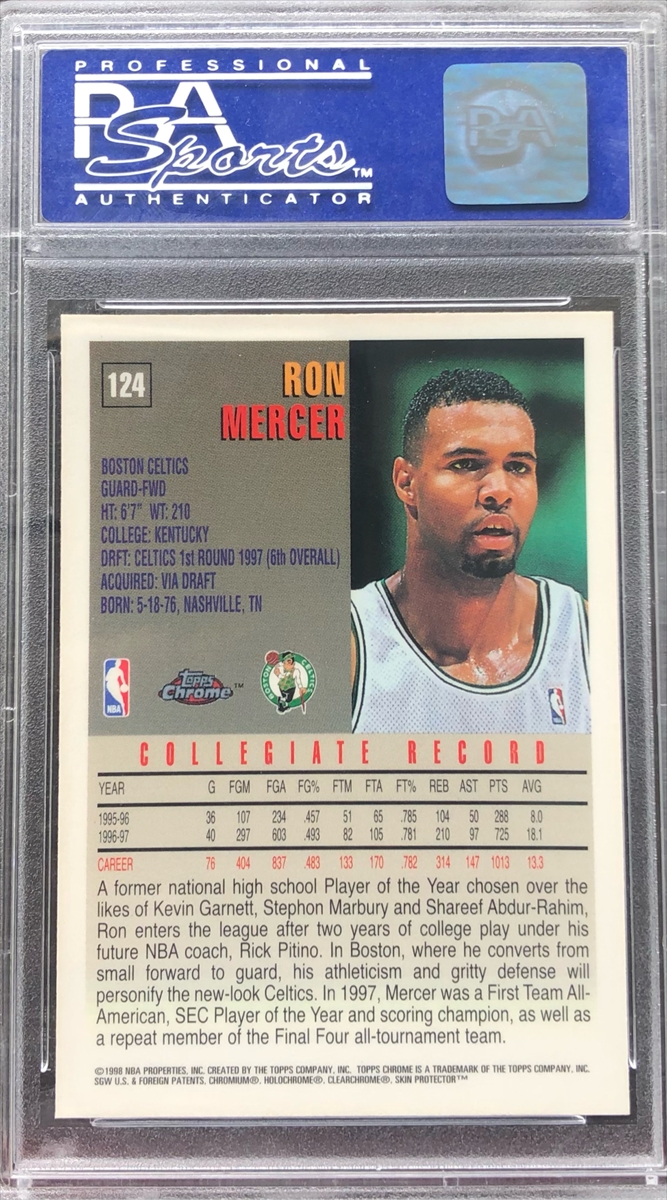 PROFESSIONAL
PSA
Sports™
AUTHENTICATOR
PSA
124
RON
MERCER
BOSTON CELTICS
GUARD-FWD
HT: 6'7" WT: 210
COLLEGE: KENTUCKY
DRFT: CELTICS 1st ROUND 1997 (6th OVERALL)
ACQUIRED: VIA DRAFT
BORN: 5-18-76, NASHVILLE, TN
NBA
topps
Chrome™
BOSTON CELTICS
COLLEGIATE RECORD
YEAR G FGM FGA FG% FTM FTA FT% REB AST PTS AVG
1995-96 36 107 234 .457 51 65 .785 104 50 288 8.0
1996-97 40 297 603 .493 82 105 .781 210 97 725 18.1
CAREER 76 404 837 .483 133 170 .782 314 147 1013 13.3
A former national high school Player of the Year chosen over the
likes of Kevin Garnett, Stephon Marbury and Shareef Abdur-Rahim,
Ron enters the league after two years of college play under his
future NBA coach, Rick Pitino. In Boston, where he converts from
small forward to guard, his athleticism and gritty defense will
personify the new-look Celtics. In 1997, Mercer was a First Team All-
American, SEC Player of the Year and scoring champion, as well as
a repeat member of the Final Four all-tournament team.
©1998 NBA PROPERTIES, INC. CREATED BY THE TOPPS COMPANY, INC. TOPPS CHROME IS A TRADEMARK OF THE TOPPS COMPANY, INC.
SGW U.S. & FOREIGN PATENTS. CHROMIUM®. HOLOCHROME®. CLEARCHROME®. SKIN PROTECTOR™